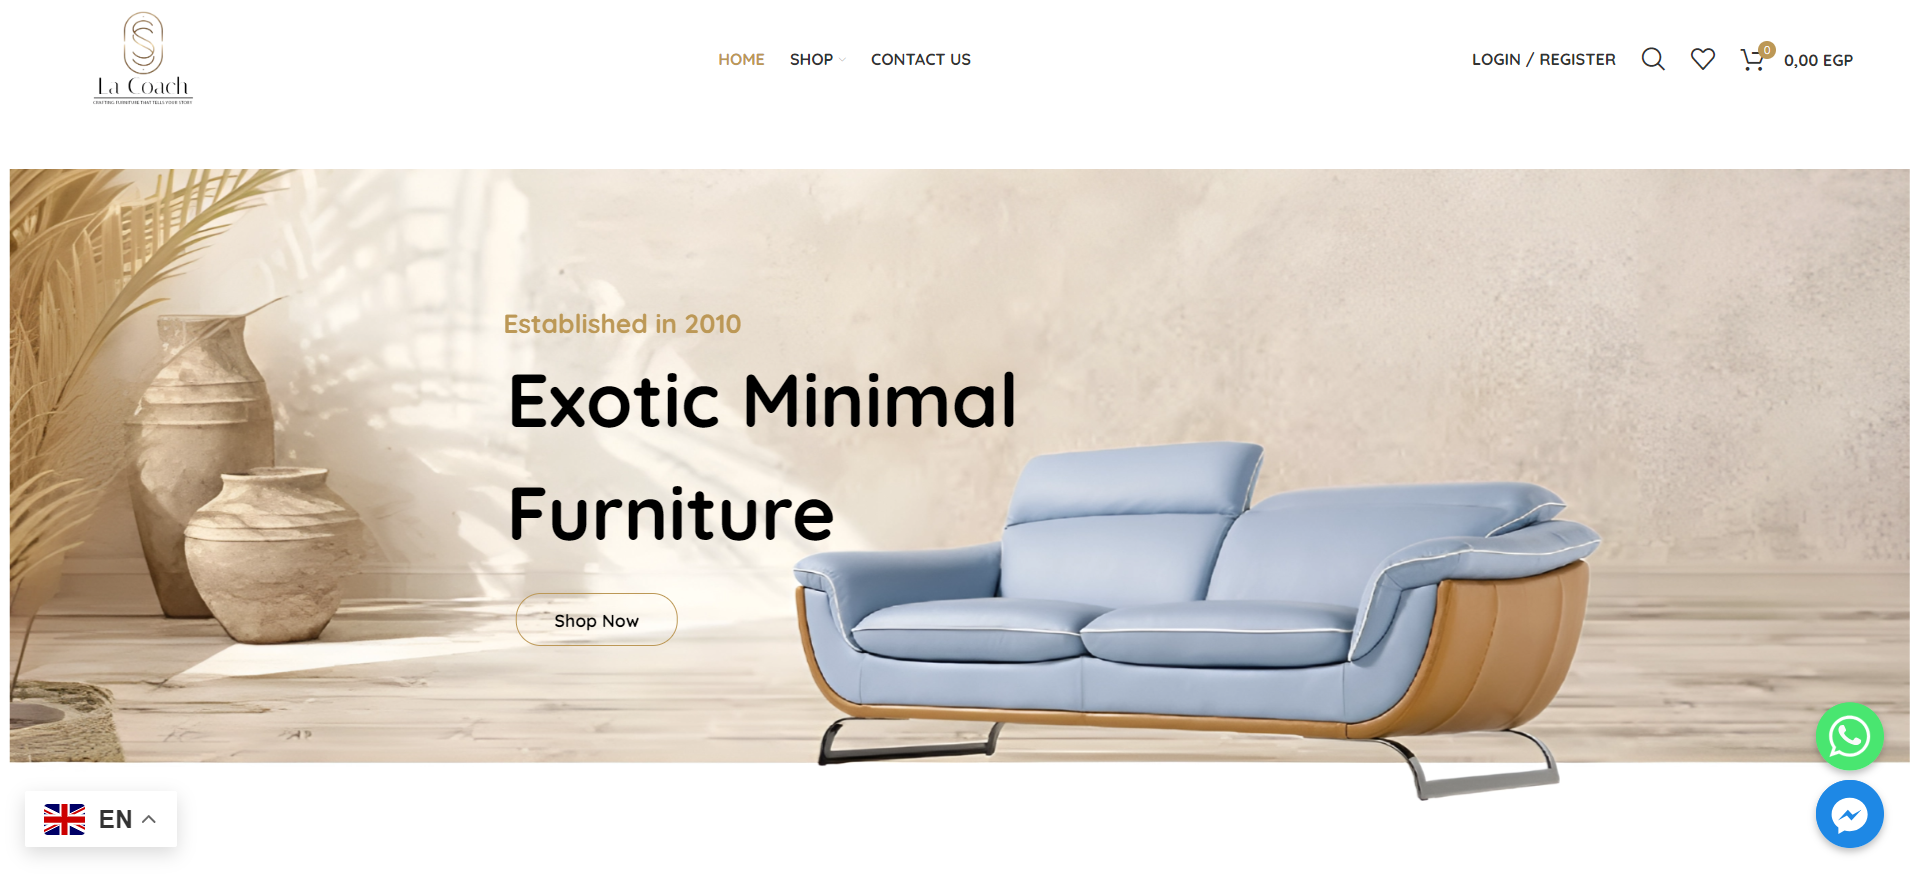 La Coach
CRAFTING FURNITURE THAT TELLS YOUR STORY
HOME
SHOP
CONTACT US
LOGIN / REGISTER
0
0,00 EGP
Established in 2010
Exotic Minimal
Furniture
Shop Now
EN